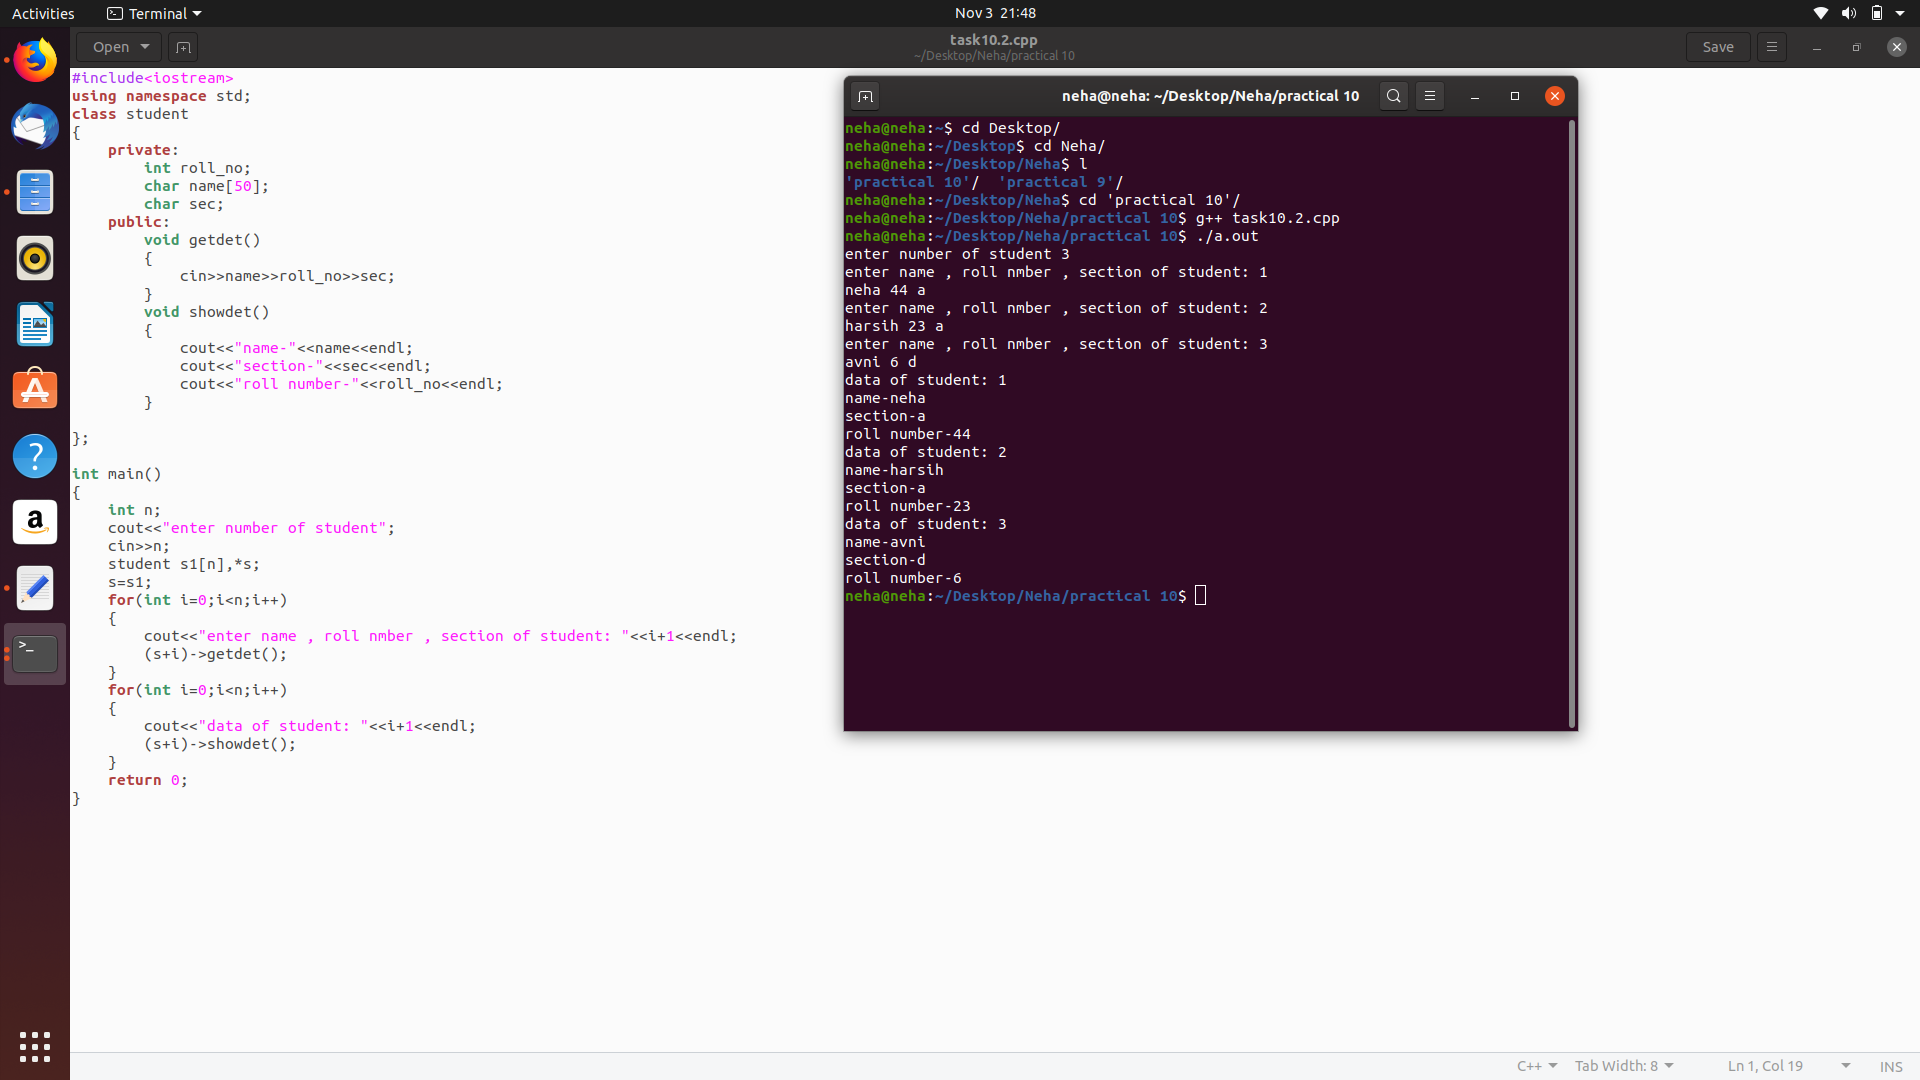 Activities
Terminal
Nov 3 21:48
Open
task10.2.cpp
~/Desktop/Neha/practical 10
Save
#include<iostream>
using namespace std;
class student
{
    private:
        int roll_no;
        char name[50];
        char sec;
    public:
        void getdet()
        {
            cin>>name>>roll_no>>sec;
        }
        void showdet()
        {
            cout<<"name-"<<name<<endl;
            cout<<"section-"<<sec<<endl;
            cout<<"roll number-"<<roll_no<<endl;
        }
};
int main()
{
    int n;
    cout<<"enter number of student";
    cin>>n;
    student s1[n],*s;
    s=s1;
    for(int i=0;i<n;i++)
    {
        cout<<"enter name , roll nmber , section of student: "<<i+1<<endl;
        (s+i)->getdet();
    }
    for(int i=0;i<n;i++)
    {
        cout<<"data of student: "<<i+1<<endl;
        (s+i)->showdet();
    }
    return 0;
}
neha@neha: ~/Desktop/Neha/practical 10
neha@neha:~$ cd Desktop/
neha@neha:~/Desktop$ cd Neha/
neha@neha:~/Desktop/Neha$ l
'practical 10'/  'practical 9'/
neha@neha:~/Desktop/Neha$ cd 'practical 10'/
neha@neha:~/Desktop/Neha/practical 10$ g++ task10.2.cpp
neha@neha:~/Desktop/Neha/practical 10$ ./a.out
enter number of student 3
enter name , roll nmber , section of student: 1
neha 44 a
enter name , roll nmber , section of student: 2
harsih 23 a
enter name , roll nmber , section of student: 3
avni 6 d
data of student: 1
name-neha
section-a
roll number-44
data of student: 2
name-harsih
section-a
roll number-23
data of student: 3
name-avni
section-d
roll number-6
neha@neha:~/Desktop/Neha/practical 10$
C++
Tab Width: 8
Ln 1, Col 19
INS